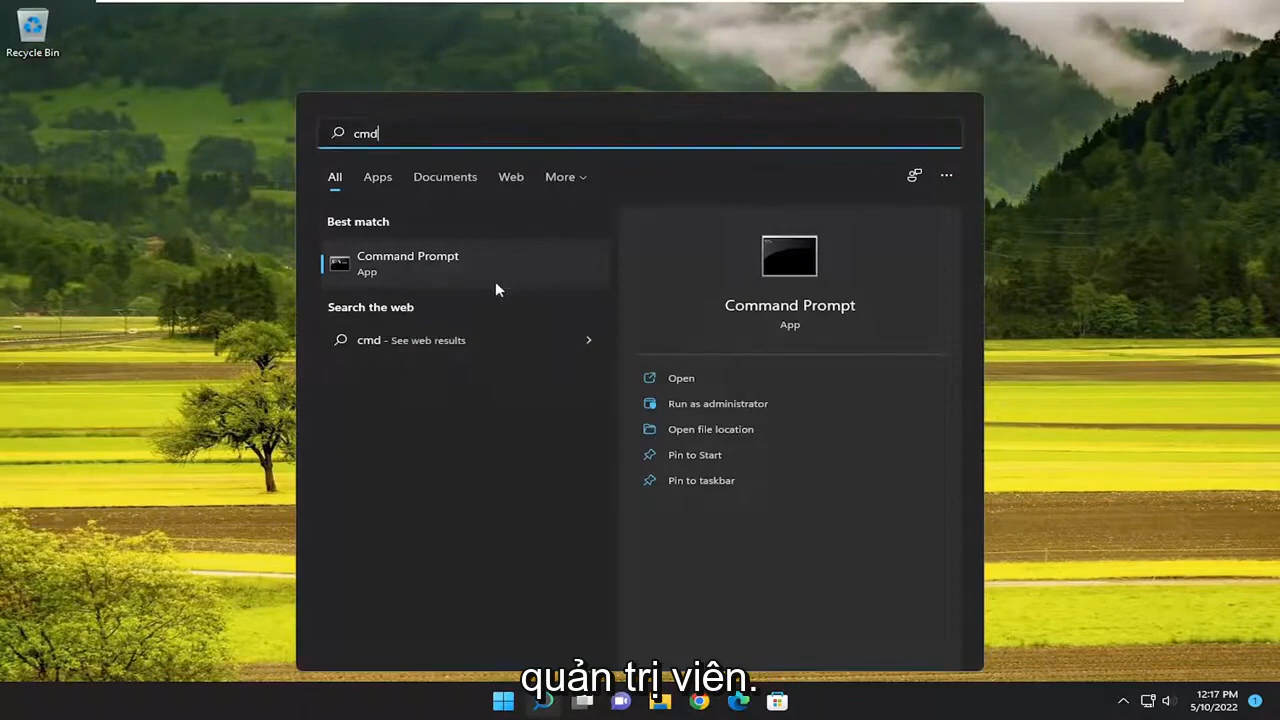 Recycle Bin
cmd
All Apps Documents Web More
Best match
Command Prompt
App
Search the web
cmd - See web results
Command Prompt
App
Open
Run as administrator
Open file location
Pin to Start
Pin to taskbar
quản trị viên.
12:17 PM
5/10/2022
1